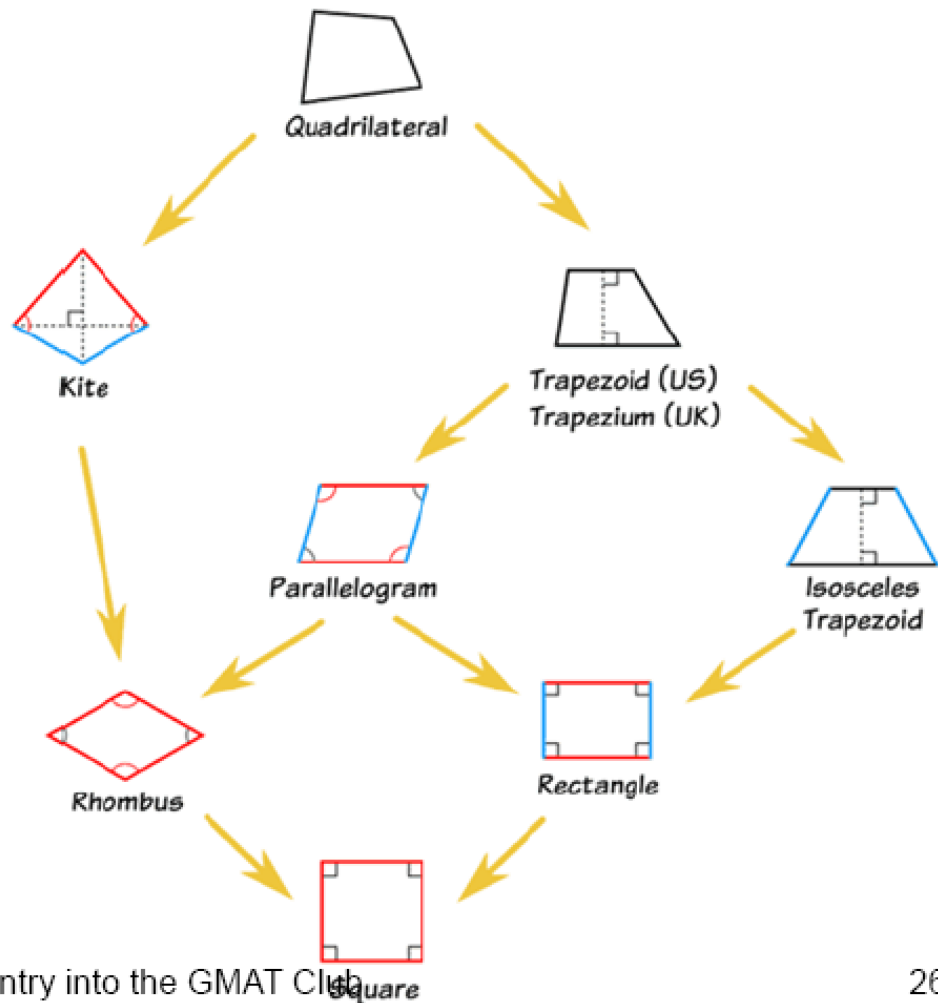 Quadrilateral
Kite
Trapezoid (US)
Trapezium (UK)
Parallelogram
Isosceles
Trapezoid
Rhombus
Rectangle
ntry into the GMAT Club
Square
26